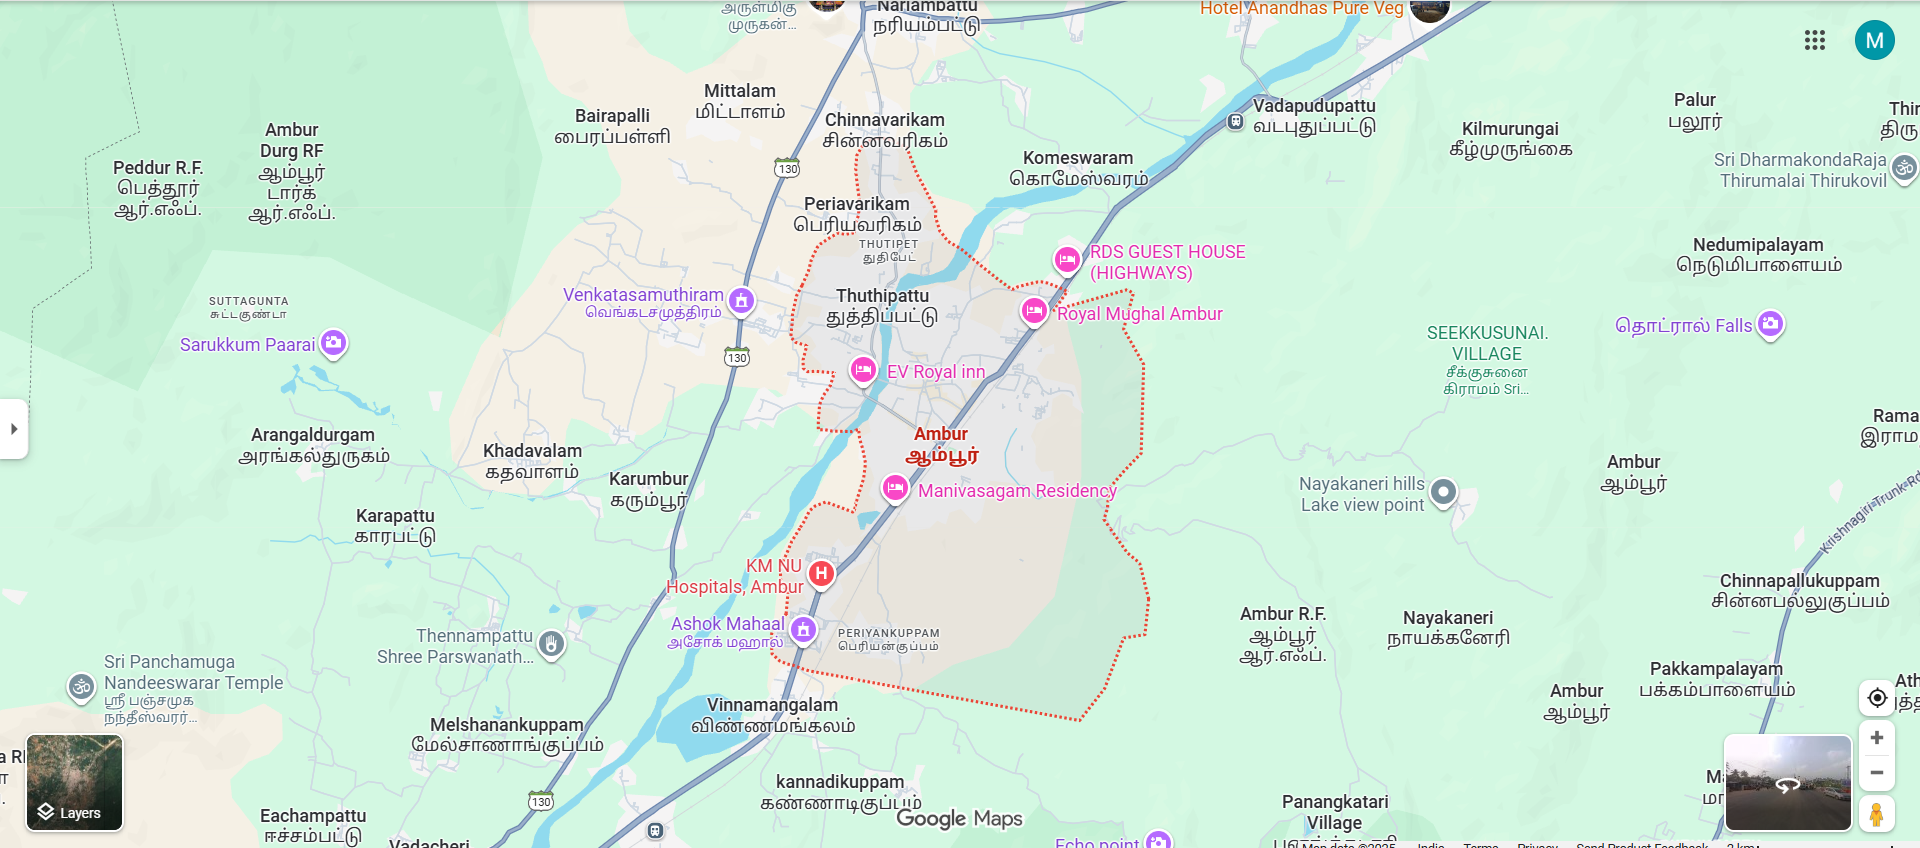 அருள்மிகு
முருகன்...
Nariambattu
நரியம்பட்டு
Hotel Anandhas Pure Veg
M
Mittalam
மிட்டாளம்
Bairapalli
பைரப்பள்ளி
Chinnavarikam
சின்னவரிகம்
Vadapudupattu
வடபுதுப்பட்டு
Palur
பலூர்
Kilmurungai
கீழ்முருங்கை
Ambur
Durg RF
ஆம்பூர்
டார்க்
ஆர்.எஃப்.
Peddur R.F.
பெத்தூர்
ஆர்.எஃப்.
130
Komeswaram
கொமேஸ்வரம்
Sri DharmakondaRaja
Thirumalai Thirukovil
Periavarikam
பெரியவரிகம்
THUTIPET
துதிபேட்
RDS GUEST HOUSE
(HIGHWAYS)
Nedumipalayam
நெடுமிபாளையம்
SUTTAGUNTA
சுட்டகுண்டா
Venkatasamuthiram
வெங்கடசமுத்திரம்
Thuthipattu
துத்திப்பட்டு
Royal Mughal Ambur
Sarukkum Paarai
130
EV Royal inn
SEEKKUSUNAI.
VILLAGE
சீக்குசுனை
கிராமம் Sri...
தொட்ரால் Falls
Arangaldurgam
அரங்கல்துருகம்
Khadavalam
கதவாளம்
Karumbur
கரும்பூர்
Ambur
ஆம்பூர்
Manivasagam Residency
Nayakaneri hills
Lake view point
Ambur
ஆம்பூர்
Rama
இராம
Karapattu
காரபட்டு
Krishnagiri-Trunk-Rd
KM NU
Hospitals, Ambur
H
Chinnapallukuppam
சின்னபல்லுகுப்பம்
Ashok Mahaal
அசோக் மஹால்
PERIYANKUPPAM
பெரியன்குப்பம்
Ambur R.F.
ஆம்பூர்
ஆர்.எஃப்.
Nayakaneri
நாயக்கனேரி
Thennampattu
Shree Parswanath...
Sri Panchamuga
Nandeeswarar Temple
ஸ்ரீ பஞ்சமுக
நந்தீஸ்வரர்...
Pakkampalayam
பக்கம்பாளையம்
Ambur
ஆம்பூர்
Vinnamangalam
விண்ணமங்கலம்
Melshanankuppam
மேல்சாணாங்குப்பம்
kannadikuppam
கண்ணாடிகுப்பம்
130
Eachampattu
ஈச்சம்பட்டு
Vadacheri
Google Maps
Panangkatari
Village
Echo point
Layers
Map data ©2025 India Terms Privacy Send Product Feedback 2 km